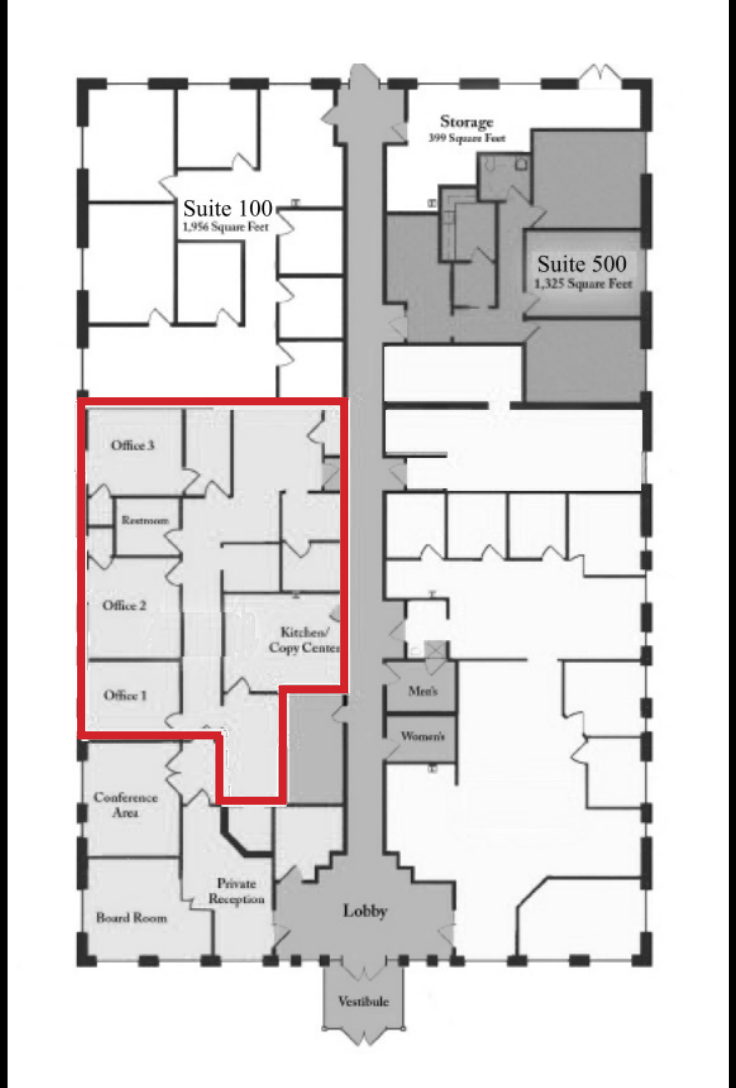 Storage
399 Square Feet
Suite 100
1,956 Square Feet
Suite 500
1,325 Square Feet
Office 3
Restroom
Office 2
Kitchen/
Copy Center
Office 1
Men's
Women's
Conference
Area
Private
Reception
Board Room
Lobby
Vestibule